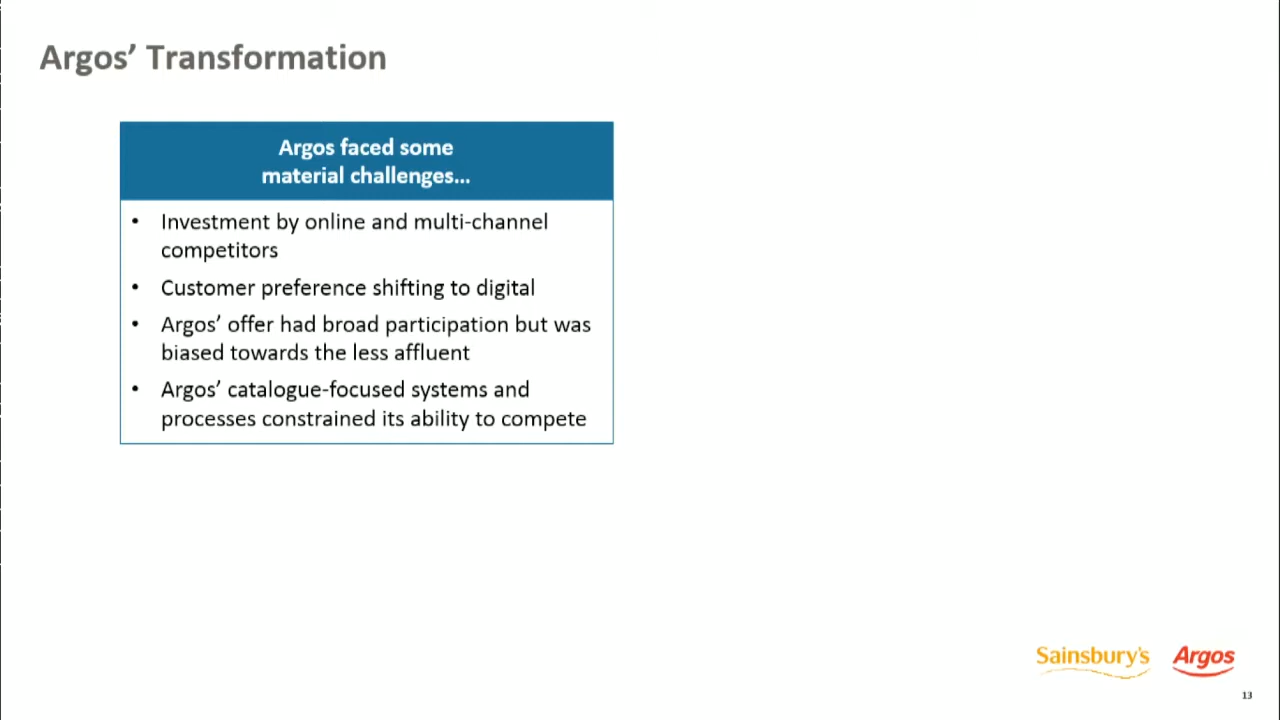 Argos’ Transformation
Argos faced some
material challenges...
• Investment by online and multi-channel
competitors
• Customer preference shifting to digital
• Argos’ offer had broad participation but was
biased towards the less affluent
• Argos’ catalogue-focused systems and
processes constrained its ability to compete
Sainsbury's Argos
13